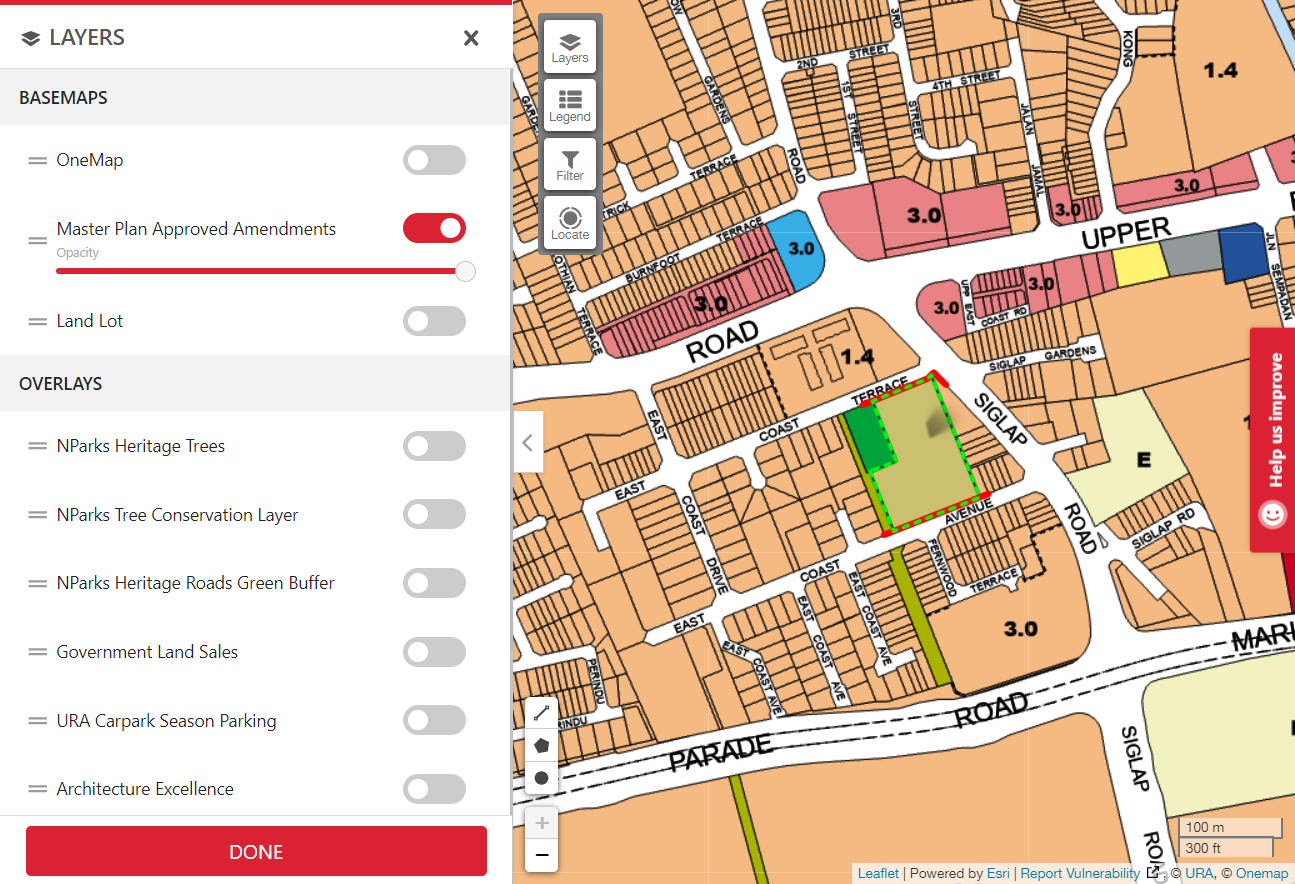 LAYERS
BASEMAPS
OneMap
Master Plan Approved Amendments
Opacity
Land Lot
OVERLAYS
NParks Heritage Trees
NParks Tree Conservation Layer
NParks Heritage Roads Green Buffer
Government Land Sales
URA Carpark Season Parking
Architecture Excellence
DONE
Layers
Legend
Filter
Locate
GARDENS
3RD
STREET
2ND
STREET
1ST
STREET
4TH STREET
JALAN
JAMAL
KONG
1.4
ROAD
TERRACE
TRICK
TERRACE
BURNFOOT
TERRACE
3.0
3.0
3.0
3.0
3.0
UPPER
JLN
SEMPADAN
ROAD
3.0
UPP EAST
COAST RD
3.0
SIGLAP GARDENS
1.4
TERRACE
COAST
EAST
EAST
SIGLAP
ROAD
E
SIGLAP RD
COAST
DRIVE
AVENUE
COAST
EAST
FERNWOOD
TERRACE
EAST
COAST AVE
EAST
COAST
AVE
EAST
COAST AVE
3.0
PERINDU
RINDU
PARADE
ROAD
SIGLAP
Help us improve
100 m
300 ft
Leaflet | Powered by Esri | Report Vulnerability © URA, © Onemap